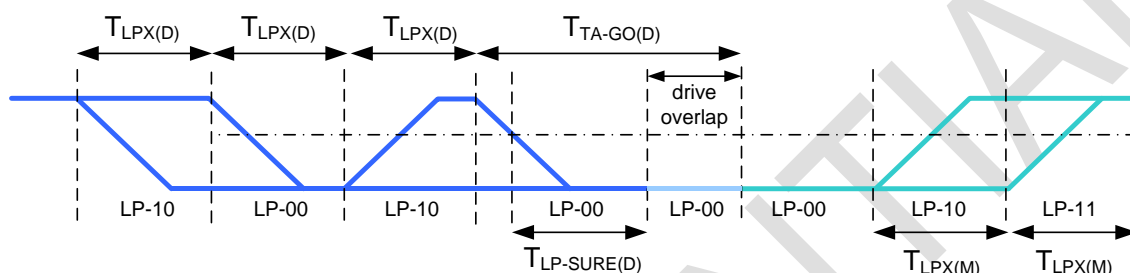 TLPX(D) TLPX(D) TLPX(D) TTA-GO(D)
drive
overlap
LP-10 LP-00 LP-10 LP-00 LP-00 LP-00 LP-10 LP-11
TLP-SURE(D) TLPX(M) TLPX(M)